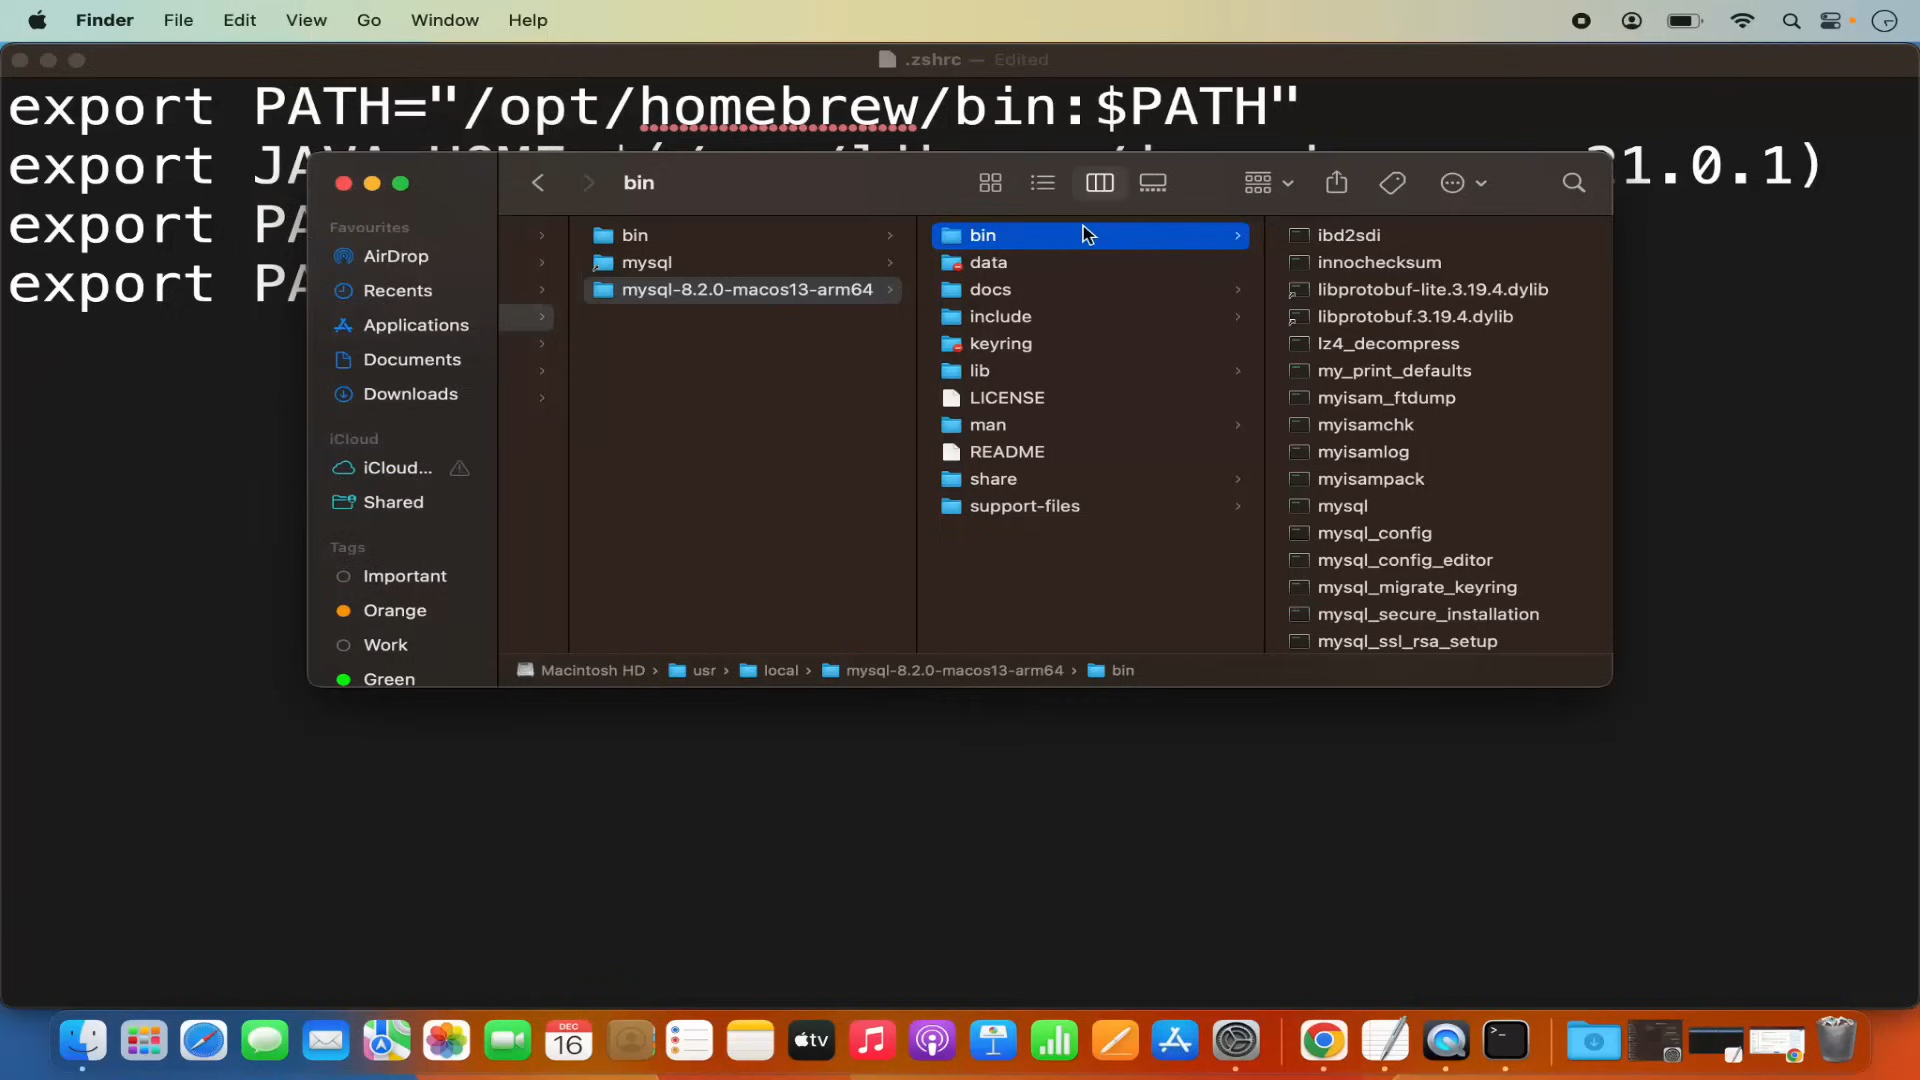 Finder File Edit View Go Window Help
.zshrc — Edited
export PATH="/opt/homebrew/bin:$PATH"
export
21.0.1)
export
export
bin
Favourites
AirDrop
Recents
Applications
Documents
Downloads
iCloud
iCloud...
Shared
Tags
Important
Orange
Work
Green
bin
mysql
mysql-8.2.0-macos13-arm64
bin
data
docs
include
keyring
lib
LICENSE
man
README
share
support-files
ibd2sdi
innochecksum
libprotobuf-lite.3.19.4.dylib
libprotobuf.3.19.4.dylib
lz4_decompress
my_print_defaults
myisam_ftdump
myisamchk
myisamlog
myisampack
mysql
mysql_config
mysql_config_editor
mysql_migrate_keyring
mysql_secure_installation
mysql_ssl_rsa_setup
Macintosh HD › usr › local › mysql-8.2.0-macos13-arm64 › bin
DEC
16
tv